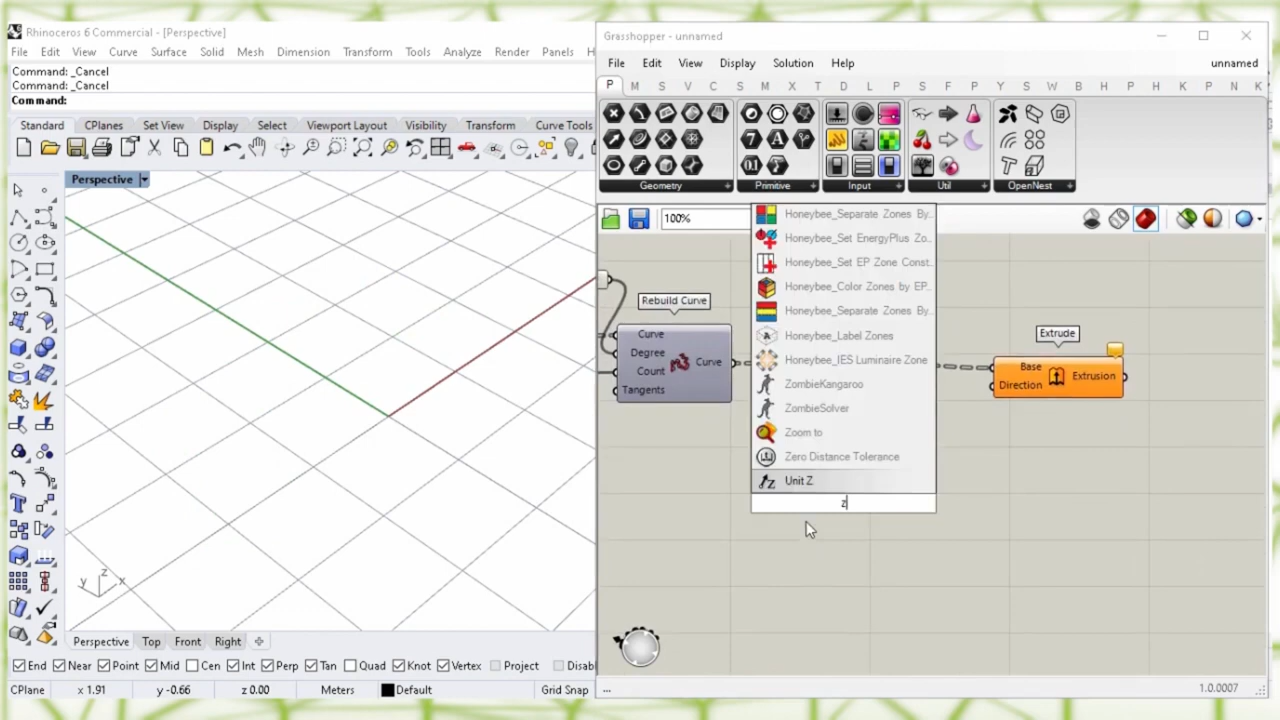 Rhinoceros 6 Commercial - [Perspective]
File Edit View Curve Surface Solid Mesh Dimension Transform Tools Analyze Render Panels H
Command: _Cancel
Command: _Cancel
Command:
Standard CPlanes Set View Display Select Viewport Layout Visibility Transform Curve Tools
Perspective
z
y x
Perspective Top Front Right
End Near Point Mid Cen Int Perp Tan Quad Knot Vertex Project Disabl
CPlane x 1.91 y -0.66 z 0.00 Meters Default Grid Snap
Grasshopper - unnamed
File Edit View Display Solution Help unnamed
P M S V C S M X T D L P S F P Y S W U B H P H K P N K
Geometry Primitive Input Util OpenNest
100%
Honeybee_Separate Zones By...
Honeybee_Set EnergyPlus Zo...
Honeybee_Set EP Zone Const...
Honeybee_Color Zones by EP...
Honeybee_Separate Zones By...
Honeybee_Label Zones
Honeybee_IES Luminaire Zone
ZombieKangaroo
ZombieSolver
Zoom to
Zero Distance Tolerance
Unit Z
z
Rebuild Curve
Curve
Degree
Count
Tangents
Curve
Extrude
Base
Direction
Extrusion
... 1.0.0007